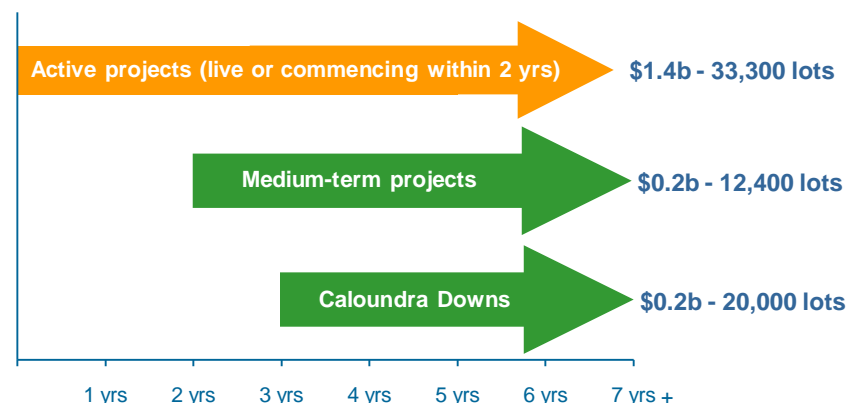 Active projects (live or commencing within 2 yrs)
$1.4b - 33,300 lots
Medium-term projects
$0.2b - 12,400 lots
Caloundra Downs
$0.2b - 20,000 lots
1 yrs 2 yrs 3 yrs 4 yrs 5 yrs 6 yrs 7 yrs +